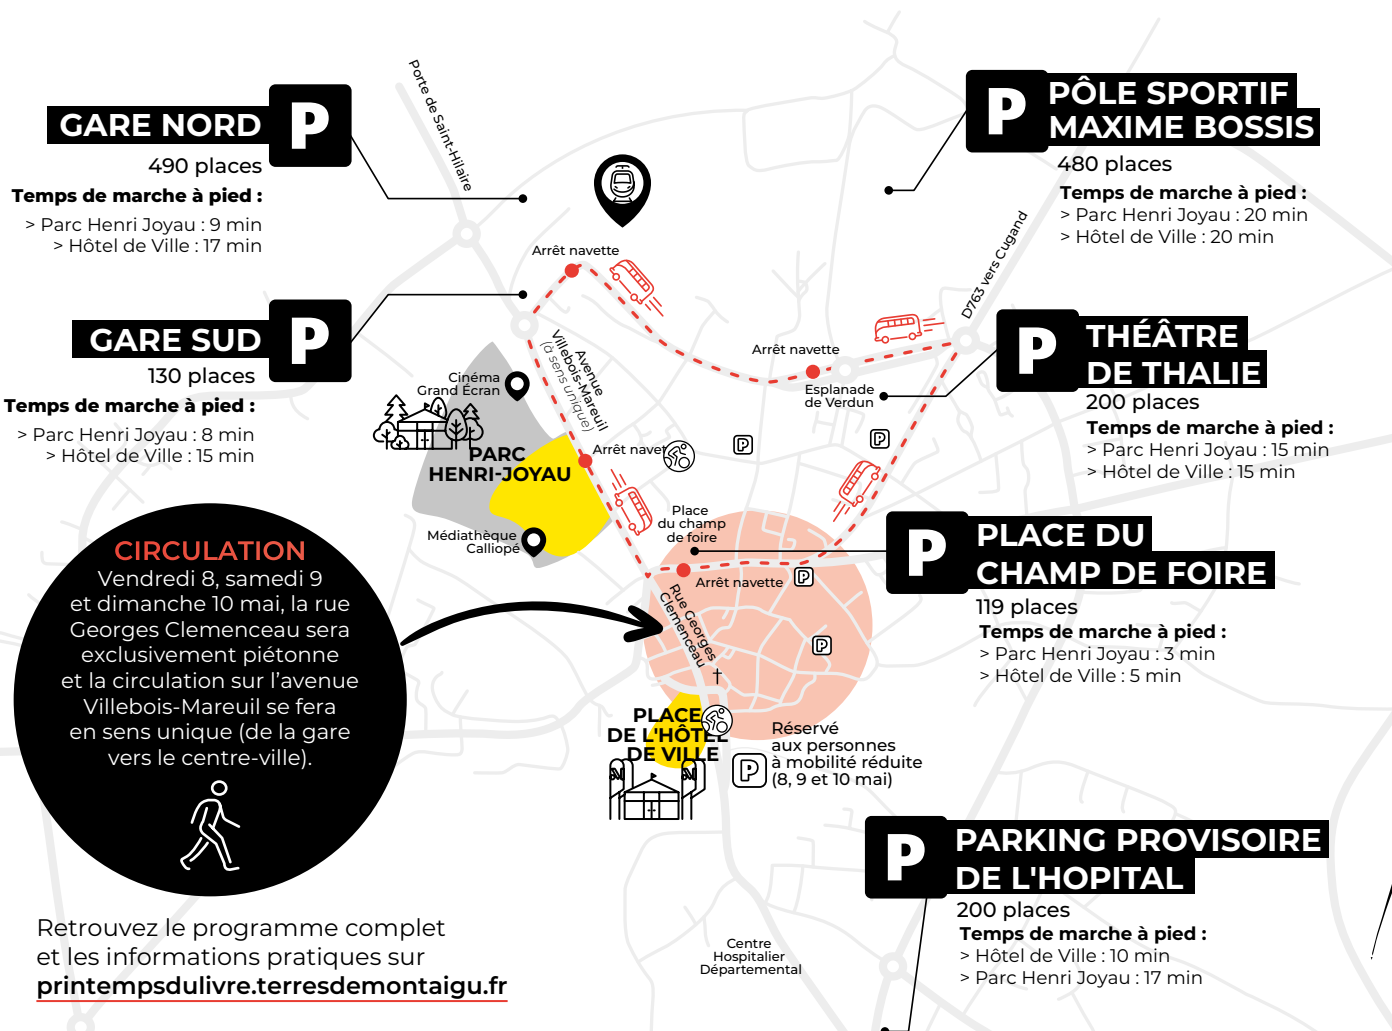 Porte de Saint-Hilaire
GARE NORD
P
490 places
Temps de marche à pied :
> Parc Henri Joyau : 9 min
> Hôtel de Ville : 17 min
P
PÔLE SPORTIF
MAXIME BOSSIS
480 places
Temps de marche à pied :
> Parc Henri Joyau : 20 min
> Hôtel de Ville : 20 min
D763 vers Cugand
Arrêt navette
GARE SUD
P
130 places
Temps de marche à pied :
> Parc Henri Joyau : 8 min
> Hôtel de Ville : 15 min
Avenue
Villebois-Mareuil
(à sens unique)
Arrêt navette
Esplanade
de Verdun
P
THÉÂTRE
DE THALIE
200 places
Temps de marche à pied :
> Parc Henri Joyau : 15 min
> Hôtel de Ville : 15 min
Cinéma
Grand Écran
PARC
HENRI-JOYAU
Arrêt navet
P
P
Médiathèque
Calliopé
Place
du champ
de foire
Arrêt navette
P
P
Rue Georges
Clemenceau
P
PLACE DU
CHAMP DE FOIRE
119 places
Temps de marche à pied :
> Parc Henri Joyau : 3 min
> Hôtel de Ville : 5 min
CIRCULATION
Vendredi 8, samedi 9
et dimanche 10 mai, la rue
Georges Clemenceau sera
exclusivement piétonne
et la circulation sur l'avenue
Villebois-Mareuil se fera
en sens unique (de la gare
vers le centre-ville).
PLACE
DE L'HÔTEL
DE VILLE
P
Réservé
aux personnes
à mobilité réduite
(8, 9 et 10 mai)
P
PARKING PROVISOIRE
DE L'HOPITAL
200 places
Temps de marche à pied :
> Hôtel de Ville : 10 min
> Parc Henri Joyau : 17 min
Centre
Hospitalier
Départemental
Retrouvez le programme complet
et les informations pratiques sur
printempsdulivre.terresdemontaigu.fr